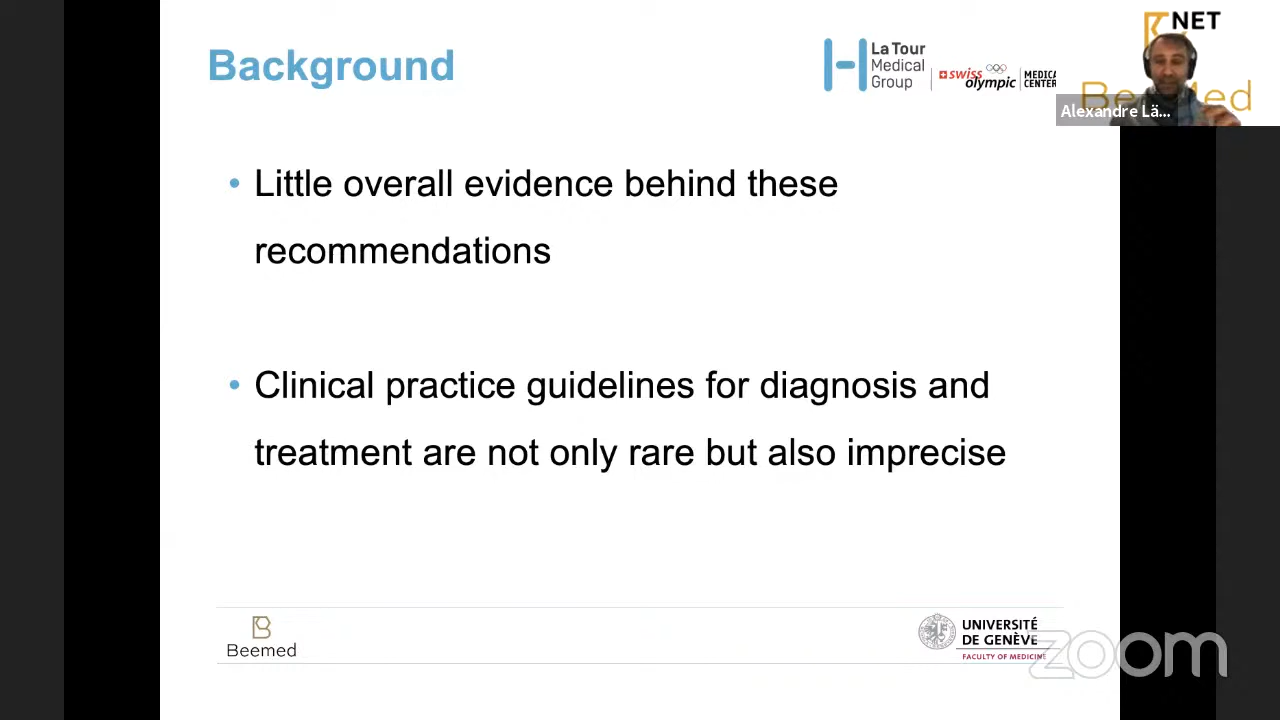 Background
La Tour
Medical
Group
swiss
olympic
MEDICA
CENTER
NET
Alexandre Lä...
• Little overall evidence behind these
recommendations
• Clinical practice guidelines for diagnosis and
treatment are not only rare but also imprecise
Beemed
UNIVERSITÉ
DE GENÈVE
FACULTY OF MEDICINE
zoom